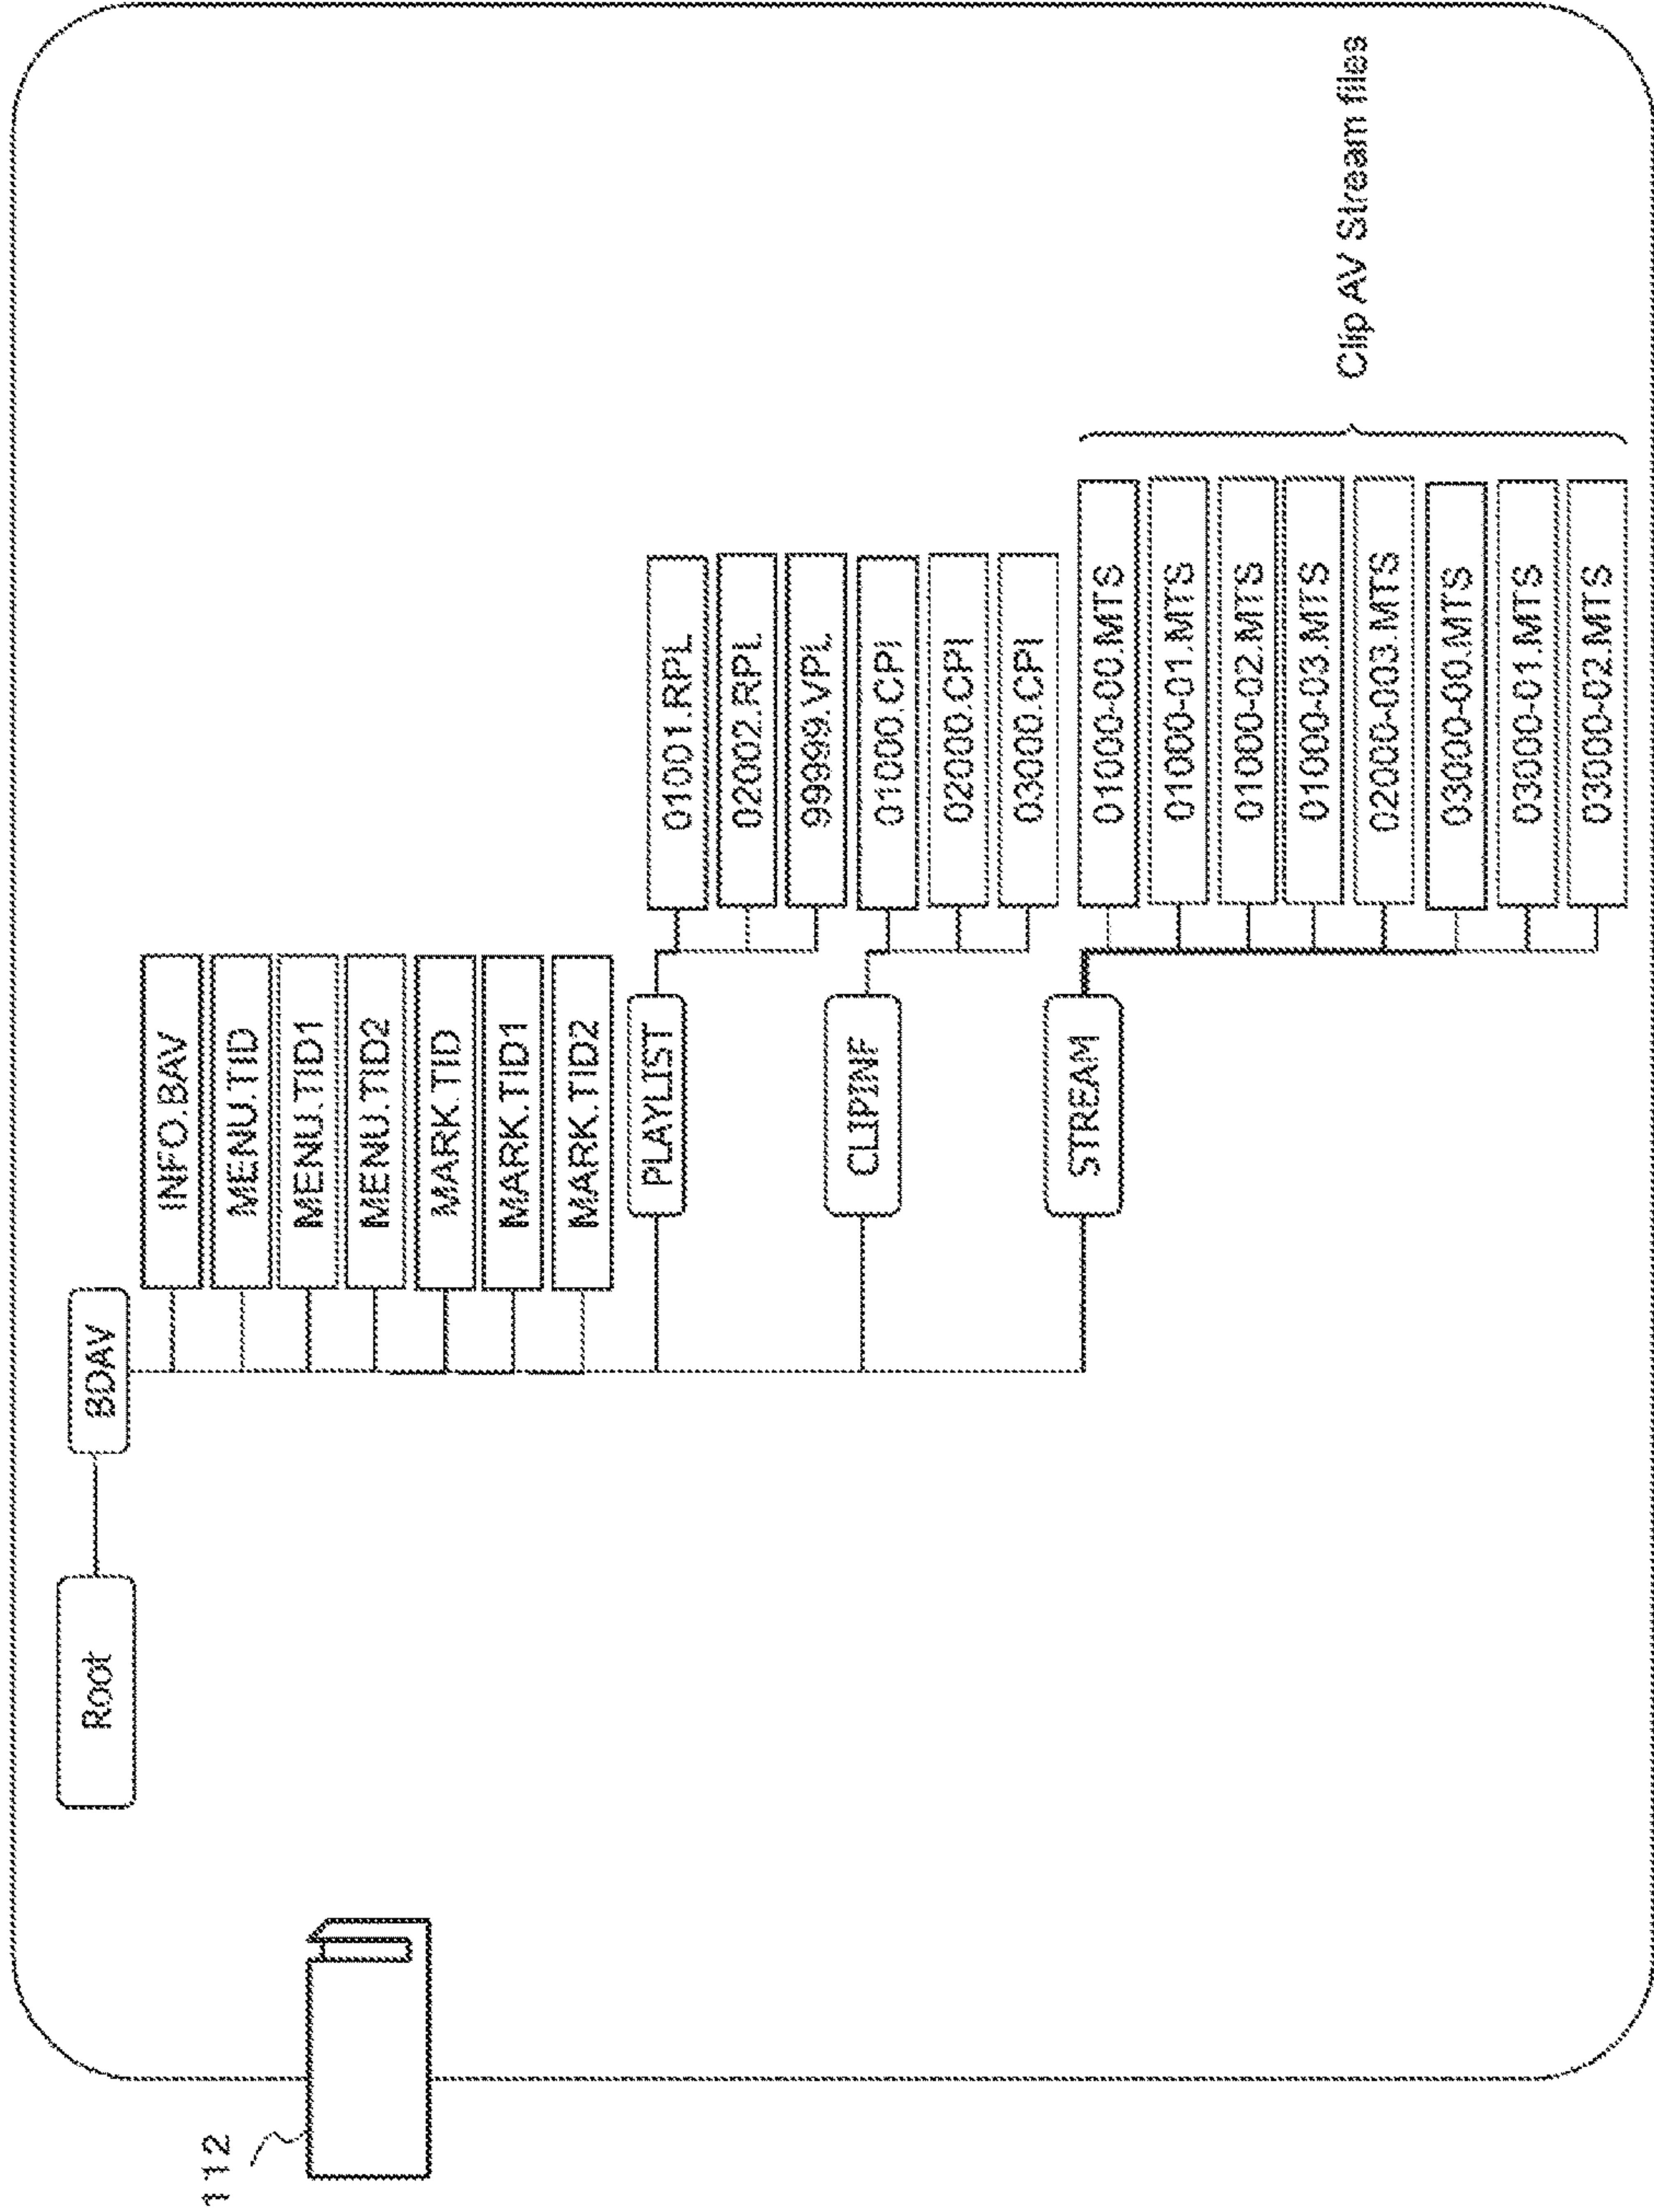 112
Root
BDAV
INFO.BAV
MENU.TID
MENU.TID1
MENU.TID2
MARK.TID
MARK.TID1
MARK.TID2
PLAYLIST
01001.RPL
02002.RPL
99999.VPL
CLIPINF
01000.CPI
02000.CPI
03000.CPI
STREAM
01000-00.MTS
01000-01.MTS
01000-02.MTS
01000-03.MTS
02000-003.MTS
03000-00.MTS
03000-01.MTS
03000-02.MTS
Clip AV Stream files